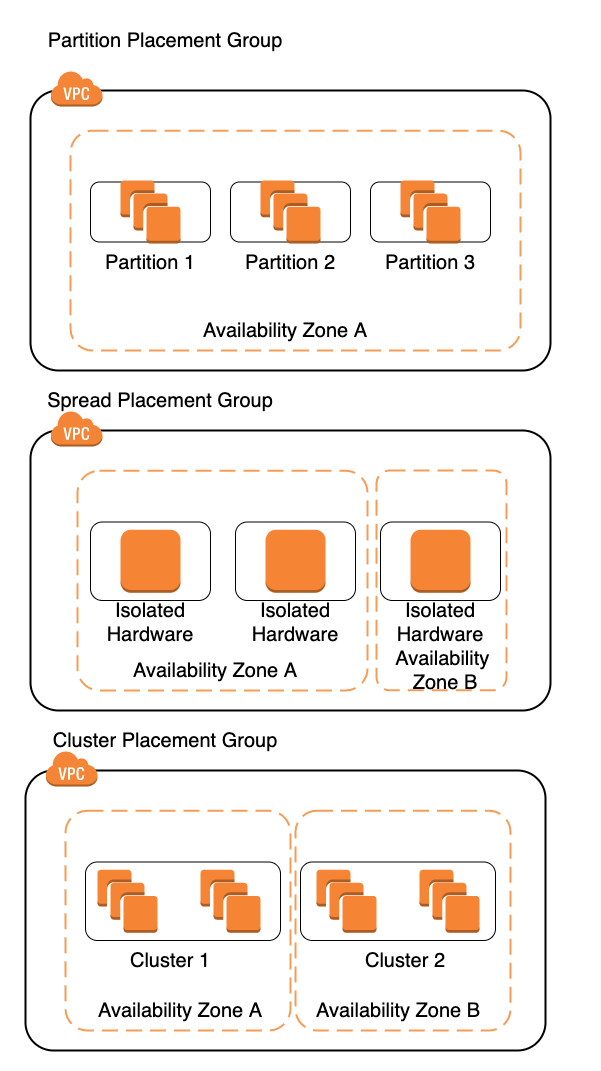 Partition Placement Group
VPC
Partition 1
Partition 2
Partition 3
Availability Zone A
Spread Placement Group
VPC
Isolated
Hardware
Isolated
Hardware
Availability Zone A
Isolated
Hardware
Availability
Zone B
Cluster Placement Group
VPC
Cluster 1
Availability Zone A
Cluster 2
Availability Zone B